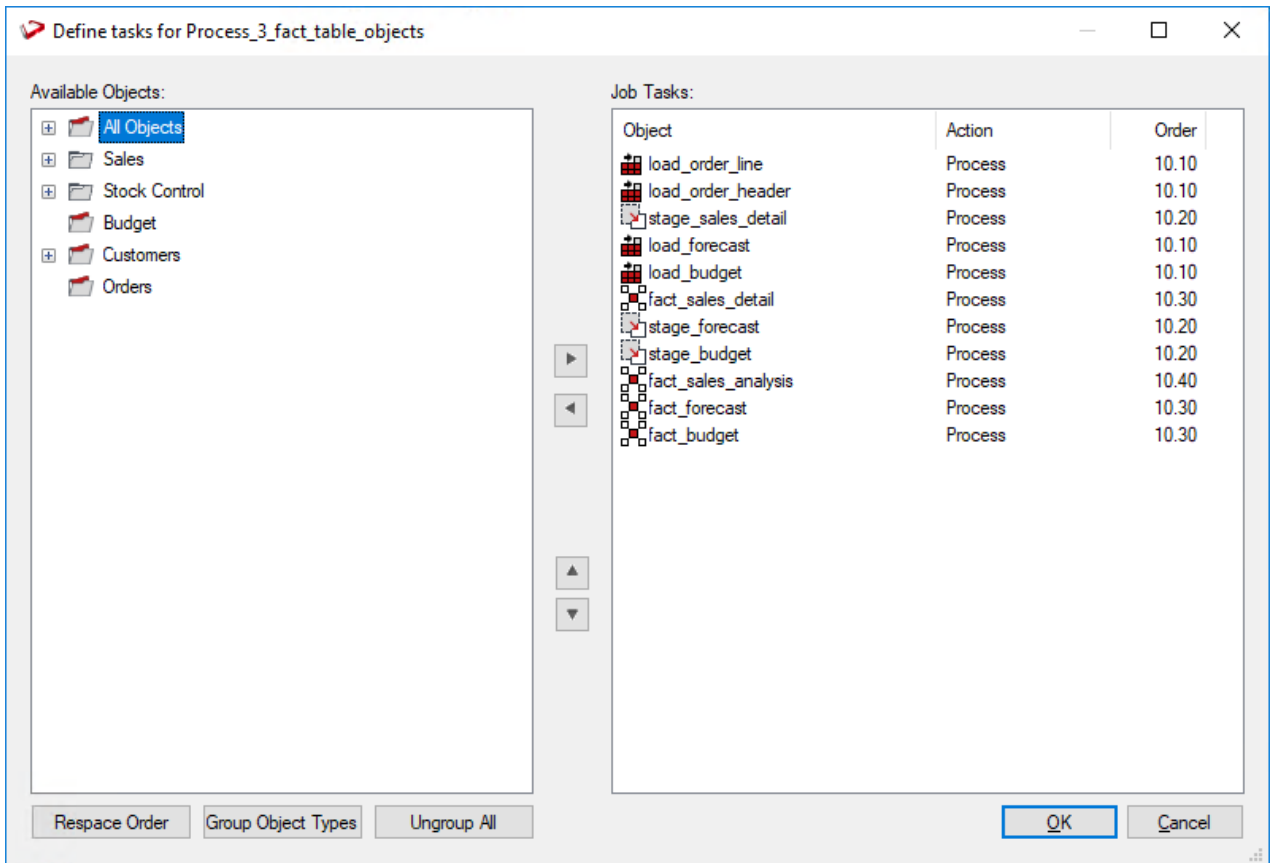 Define tasks for Process_3_fact_table_objects
Available Objects:
All Objects
Sales
Stock Control
Budget
Customers
Orders
Job Tasks:
Object Action Order
load_order_line Process 10.10
load_order_header Process 10.10
stage_sales_detail Process 10.20
load_forecast Process 10.10
load_budget Process 10.10
fact_sales_detail Process 10.30
stage_forecast Process 10.20
stage_budget Process 10.20
fact_sales_analysis Process 10.40
fact_forecast Process 10.30
fact_budget Process 10.30
Respace Order Group Object Types Ungroup All OK Cancel